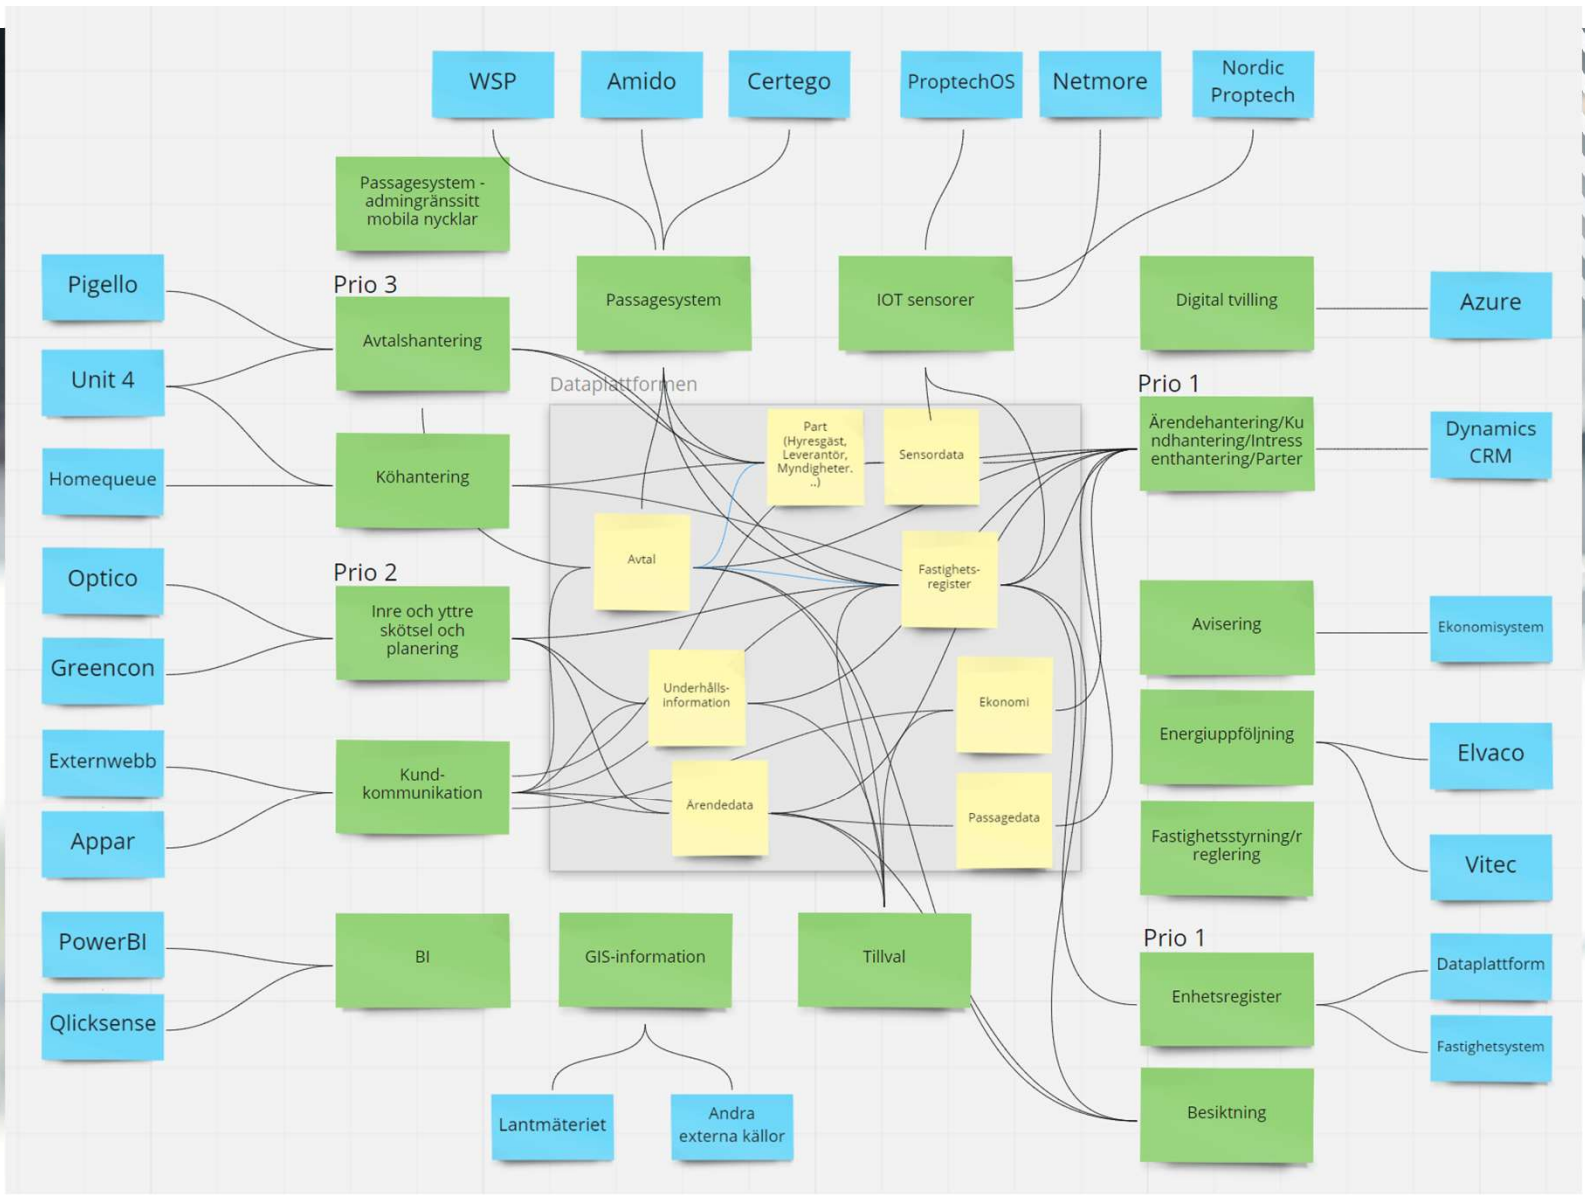 WSP
Amido
Certego
ProptechOS
Netmore
Nordic
Proptech
Passagesystem -
admingränssitt
mobila nycklar
Pigello
Prio 3
Avtalshantering
Passagesystem
IOT sensorer
Digital tvilling
Azure
Unit 4
Dataplattformen
Prio 1
Ärendehantering/Ku
ndhantering/Intress
enthantering/Parter
Dynamics
CRM
Part
(Hyresgäst,
Leverantör,
Myndigheter.
..)
Sensordata
Homequeue
Köhantering
Avtal
Fastighets-
register
Optico
Prio 2
Inre och yttre
skötsel och
planering
Avisering
Ekonomisystem
Greencon
Underhålls-
information
Ekonomi
Energiuppföljning
Elvaco
Externwebb
Kund-
kommunikation
Ärendedata
Passagedata
Appar
Fastighetsstyrning/r
reglering
Vitec
PowerBI
BI
GIS-information
Tillval
Prio 1
Enhetsregister
Dataplattform
Qlicksense
Fastighetsystem
Lantmäteriet
Andra
externa källor
Besiktning